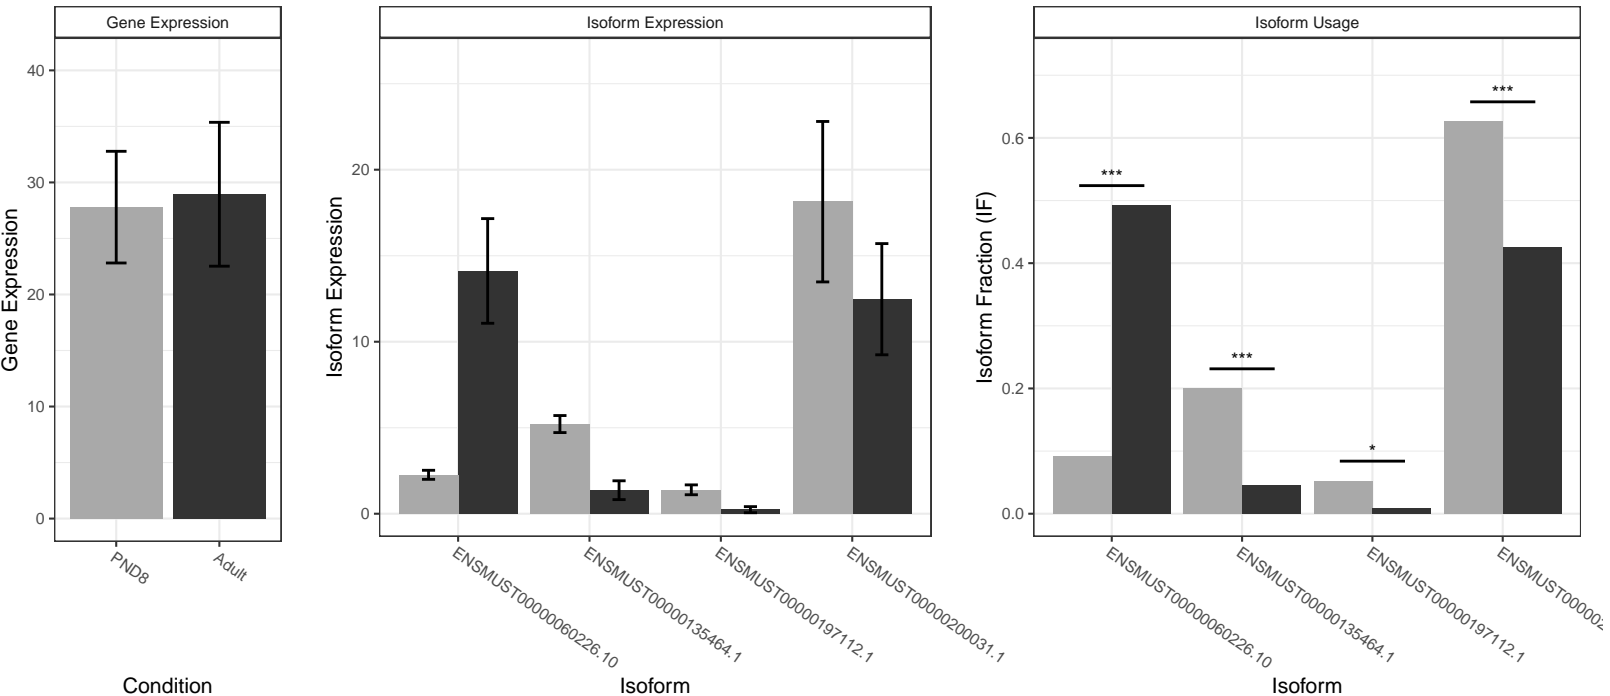 Gene Expression
Gene Expression
40
30
20
10
0
PND8
Adult
Condition
Isoform Expression
Isoform Expression
20
10
0
ENSMUST00000060226.10
ENSMUST00000135464.1
ENSMUST00000197112.1
ENSMUST0000020031.1
Isoform
Isoform Usage
Isoform Fraction (IF)
0.6
0.4
0.2
0.0
***
***
*
***
ENSMUST00000060226.10
ENSMUST00000135464.1
ENSMUST00000197112.1
ENSMUST000002
Isoform